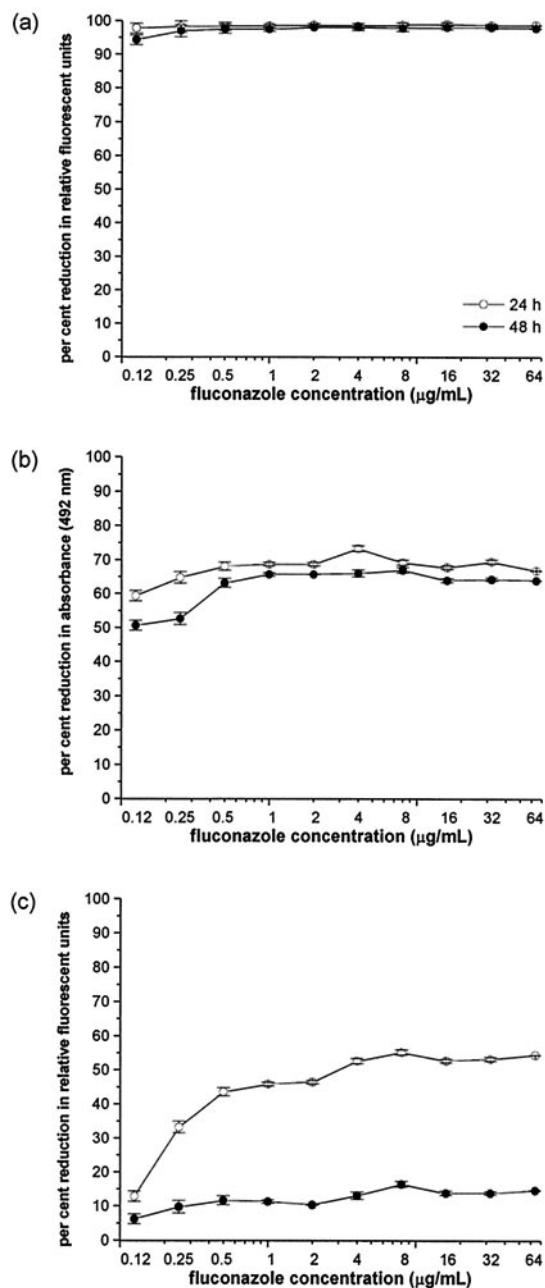 (a)
per cent reduction in relative fluorescent units
100
90
80
70
60
50
40
30
20
10
0
24 h
48 h
0.12 0.25 0.5 1 2 4 8 16 32 64
fluconazole concentration (μg/mL)
(b)
per cent reduction in absorbance (492 nm)
100
90
80
70
60
50
40
30
20
10
0
0.12 0.25 0.5 1 2 4 8 16 32 64
fluconazole concentration (μg/mL)
(c)
per cent reduction in relative fluorescent units
100
90
80
70
60
50
40
30
20
10
0
0.12 0.25 0.5 1 2 4 8 16 32 64
fluconazole concentration (μg/mL)